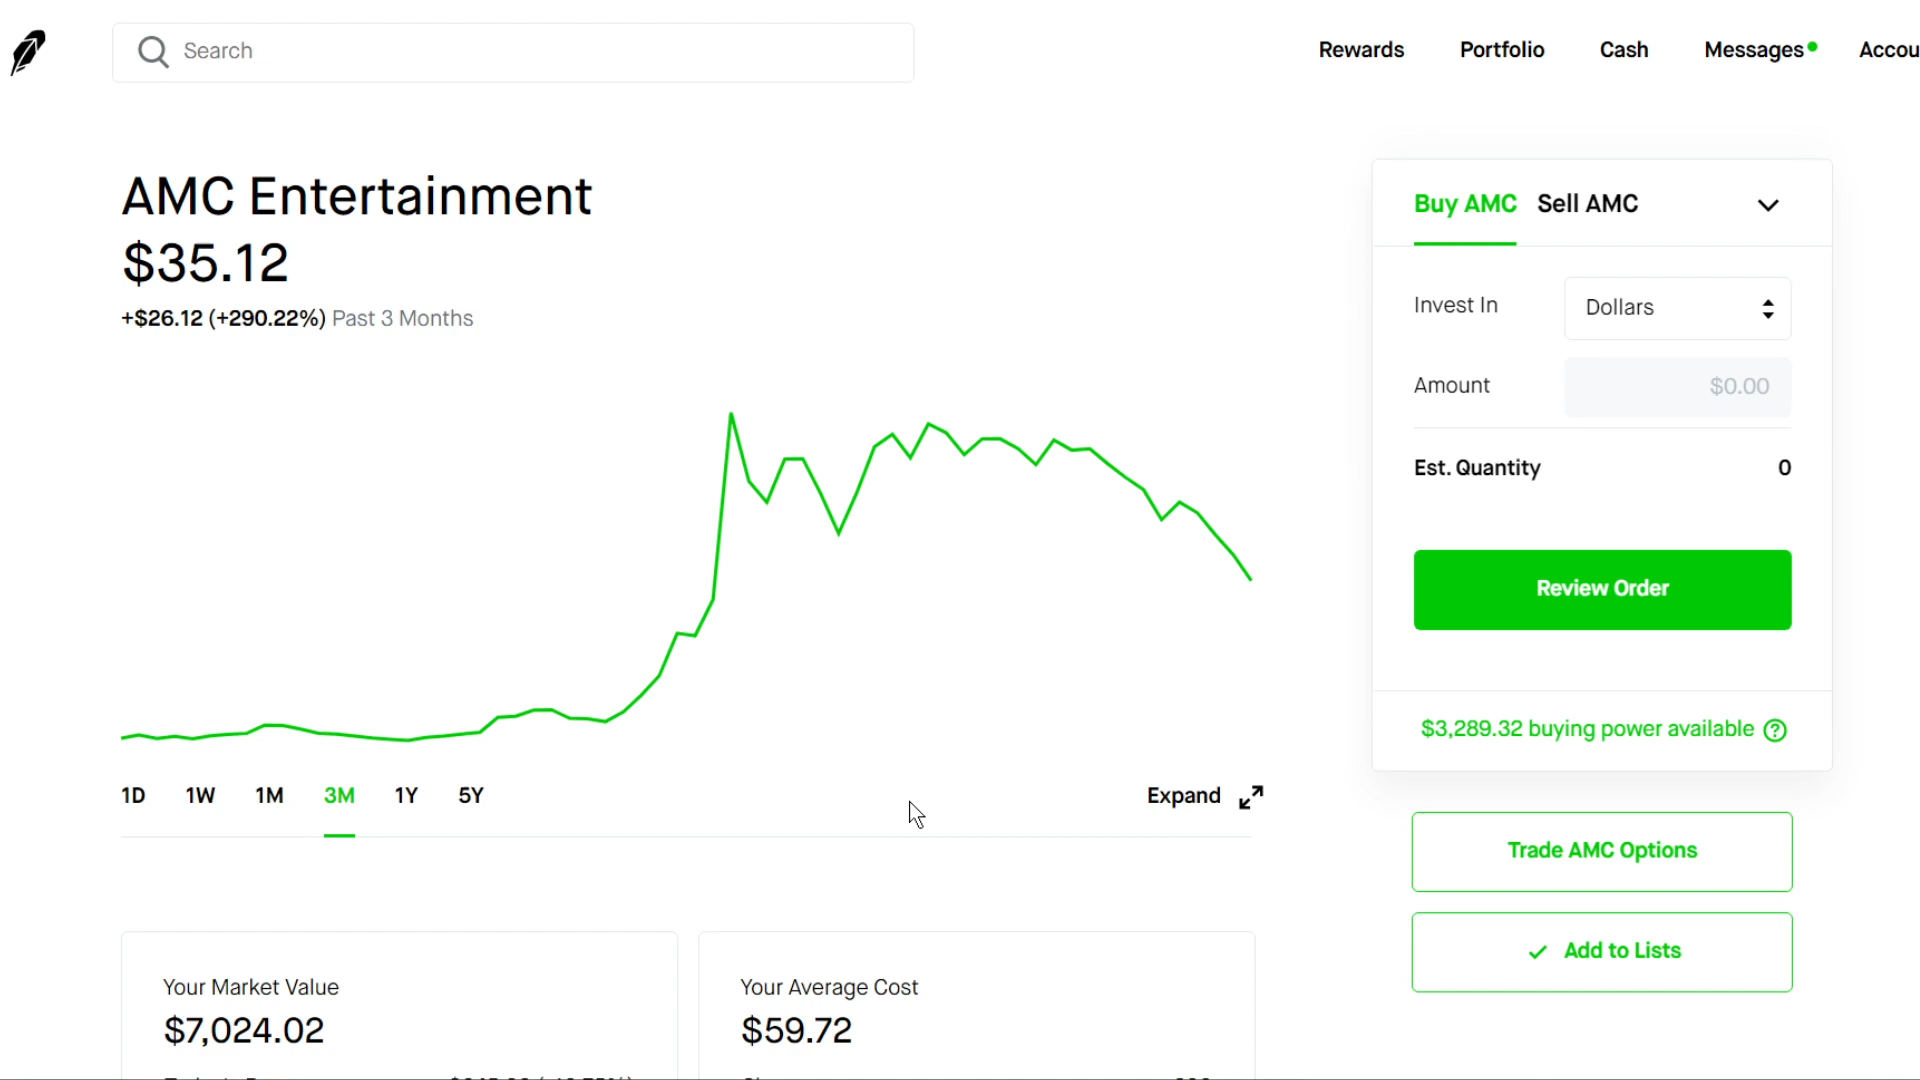 Search
Rewards Portfolio Cash Messages Accou
AMC Entertainment
$35.12
+$26.12 (+290.22%) Past 3 Months
1D 1W 1M 3M 1Y 5Y
Expand
Buy AMC Sell AMC
Invest In Dollars
Amount $0.00
Est. Quantity 0
Review Order
$3,289.32 buying power available
Trade AMC Options
Add to Lists
Your Market Value
$7,024.02
Your Average Cost
$59.72